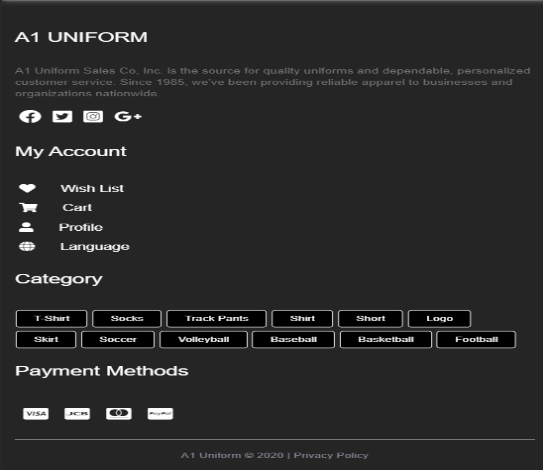 A1 UNIFORM
A1 Uniform Sales Co, Inc. is the source for quality uniforms and dependable, personalized
customer service. Since 1985, we've been providing reliable apparel to businesses and
organizations nationwide.
G+
My Account
Wish List
Cart
Profile
Language
Category
T-Shirt Socks Track Pants Shirt Short Logo
Skirt Soccer Volleyball Baseball Basketball Football
Payment Methods
VISA JCB PayPal
A1 Uniform © 2020 | Privacy Policy